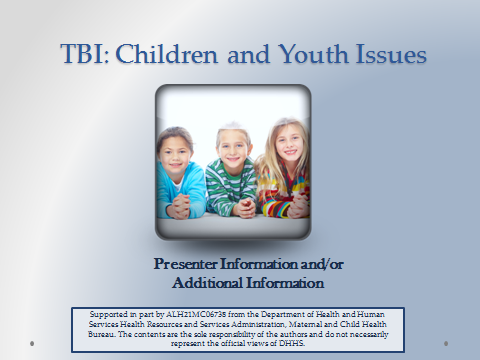 TBI: Children and Youth Issues
Presenter Information and/or
Additional Information
Supported in part by ALH21MC06738 from the Department of Health and Human
Services Health Resources and Services Administration, Maternal and Child Health
Bureau. The contents are the sole responsibility of the authors and do not necessarily
represent the official views of DHHS.